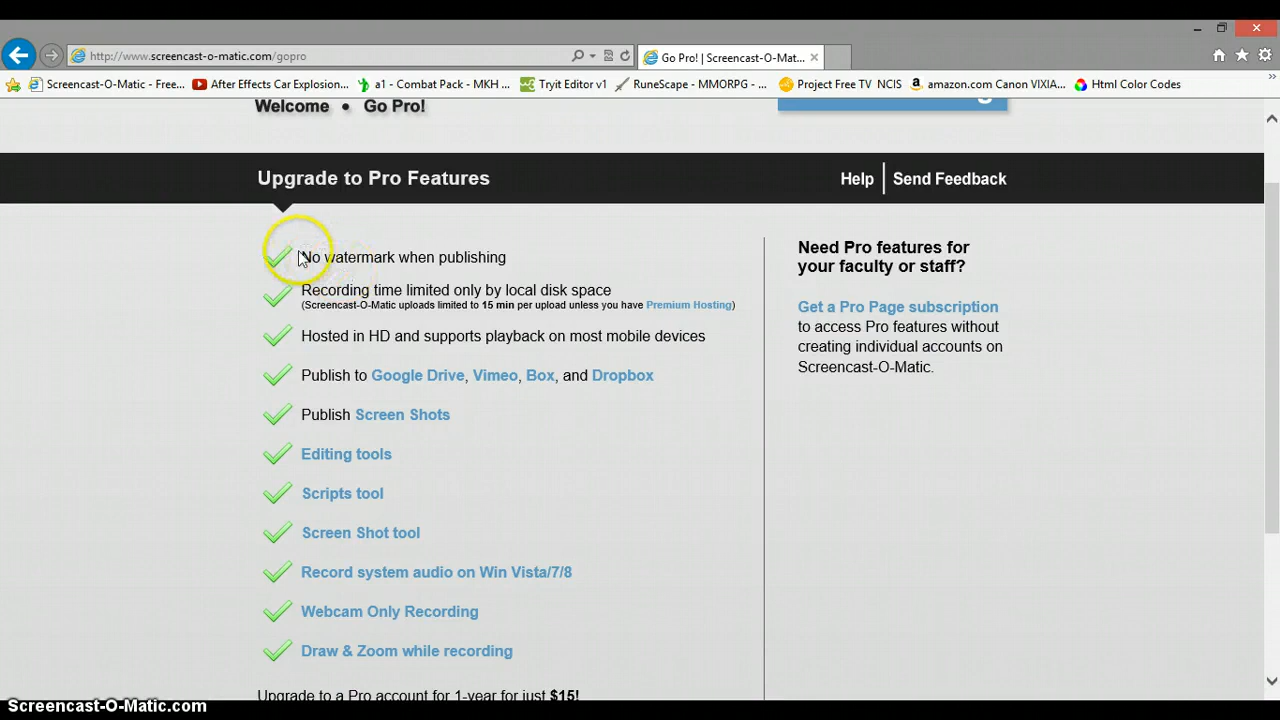 http://www.screencast-o-matic.com/gopro
Go Pro! | Screencast-O-Mat...
Screencast-O-Matic - Free...
After Effects Car Explosion...
a1 - Combat Pack - MKH ...
Tryit Editor v1
RuneScape - MMORPG - ...
Project Free TV NCIS
amazon.com Canon VIXIA...
Html Color Codes
Welcome • Go Pro!
Upgrade to Pro Features
Help
Send Feedback
No watermark when publishing
Recording time limited only by local disk space
(Screencast-O-Matic uploads limited to 15 min per upload unless you have Premium Hosting)
Hosted in HD and supports playback on most mobile devices
Publish to Google Drive, Vimeo, Box, and Dropbox
Publish Screen Shots
Editing tools
Scripts tool
Screen Shot tool
Record system audio on Win Vista/7/8
Webcam Only Recording
Draw & Zoom while recording
Upgrade to a Pro account for 1-year for just $15!
Need Pro features for
your faculty or staff?
Get a Pro Page subscription
to access Pro features without
creating individual accounts on
Screencast-O-Matic.
Screencast-O-Matic.com